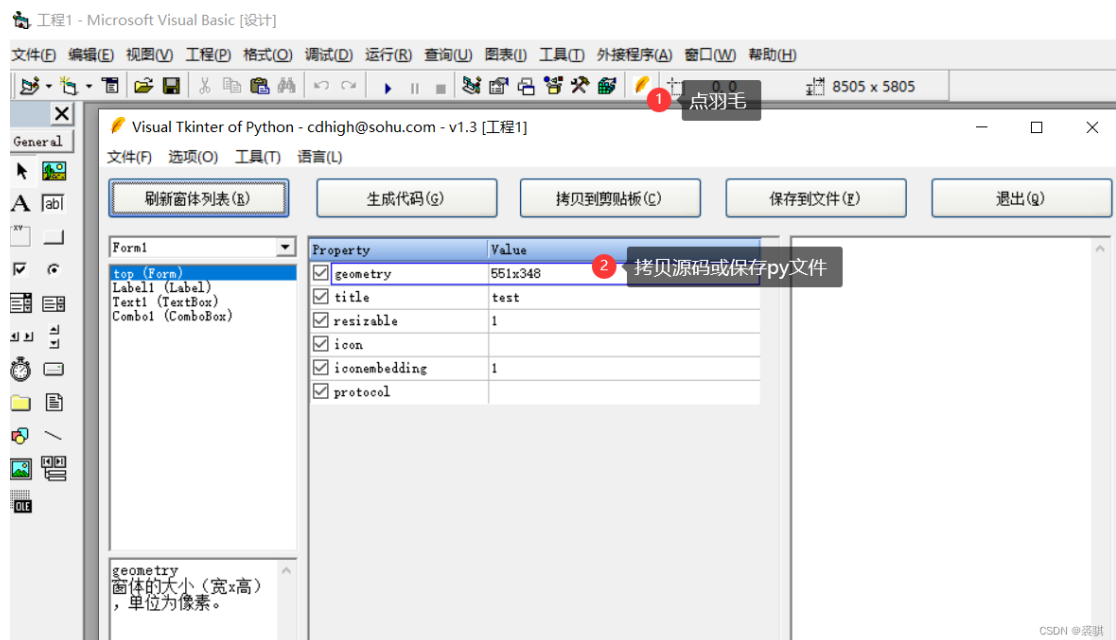 工程1 - Microsoft Visual Basic [设计]
文件(F) 编辑(E) 视图(V) 工程(P) 格式(O) 调试(D) 运行(R) 查询(U) 图表(I) 工具(T) 外接程序(A) 窗口(W) 帮助(H)
0, 0 8505 x 5805
1 点羽毛
General
Visual Tkinter of Python - cdhigh@sohu.com - v1.3 [工程1]
文件(F) 选项(O) 工具(T) 语言(L)
刷新窗体列表(R) 生成代码(G) 拷贝到剪贴板(C) 保存到文件(F) 退出(Q)
A ab
XY
OLE
Form1
top (Form)
Label1 (Label)
Text1 (TextBox)
Combo1 (ComboBox)
Property Value
geometry 551x348
2 拷贝源码或保存py文件
title test
resizable 1
icon
iconembedding 1
protocol
geometry
窗体的大小（宽x高）
，单位为像素。
CSDN @裘骐